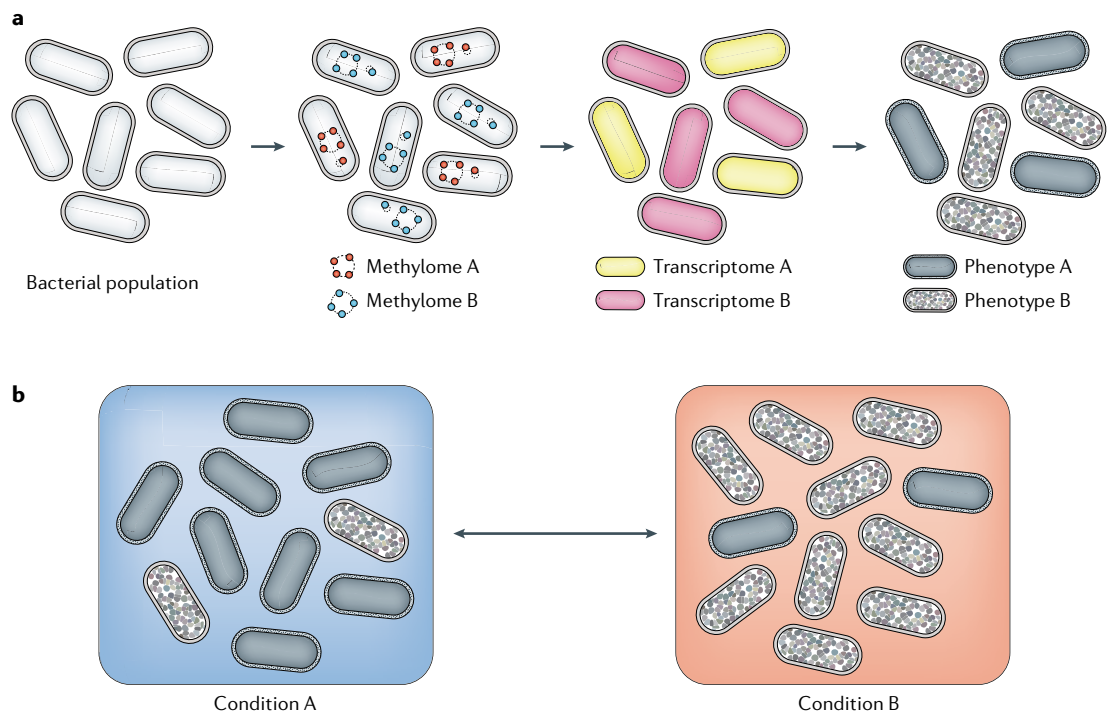 a
Bacterial population
Methylome A
Methylome B
Transcriptome A
Transcriptome B
Phenotype A
Phenotype B
b
Condition A
Condition B